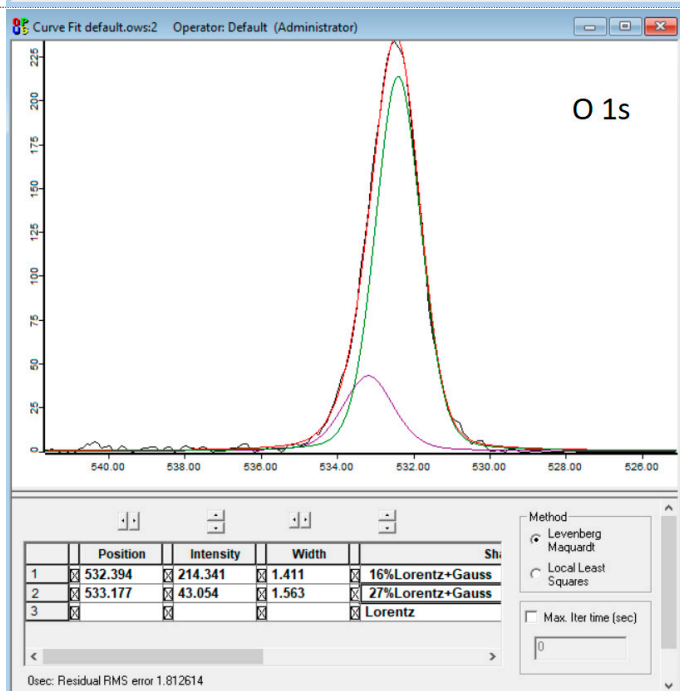 Curve Fit default.ows:2 Operator: Default (Administrator)
O 1s
225
200
175
150
125
100
75
50
25
0
540.00 538.00 536.00 534.00 532.00 530.00 528.00 526.00
Position Intensity Width Sha
1 532.394 214.341 1.411 16%Lorentz+Gauss
2 533.177 43.054 1.563 27%Lorentz+Gauss
3 Lorentz
Method
Levenberg
Maquardt
Local Least
Squares
Max. Iter time (sec)
0
0sec: Residual RMS error 1.812614